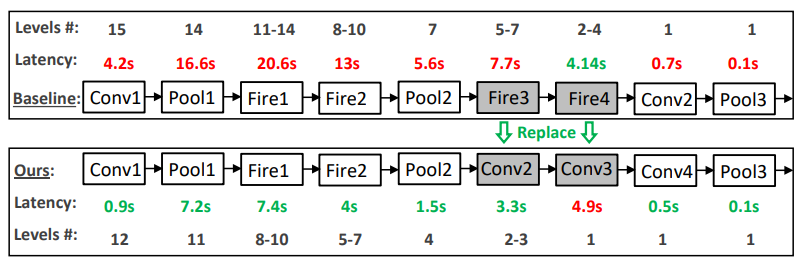 Levels #: 15 14 11-14 8-10 7 5-7 2-4 1 1
Latency: 4.2s 16.6s 20.6s 13s 5.6s 7.7s 4.14s 0.7s 0.1s
Baseline: Conv1 Pool1 Fire1 Fire2 Pool2 Fire3 Fire4 Conv2 Pool3
Replace
Ours: Conv1 Pool1 Fire1 Fire2 Pool2 Conv2 Conv3 Conv4 Pool3
Latency: 0.9s 7.2s 7.4s 4s 1.5s 3.3s 4.9s 0.5s 0.1s
Levels #: 12 11 8-10 5-7 4 2-3 1 1 1